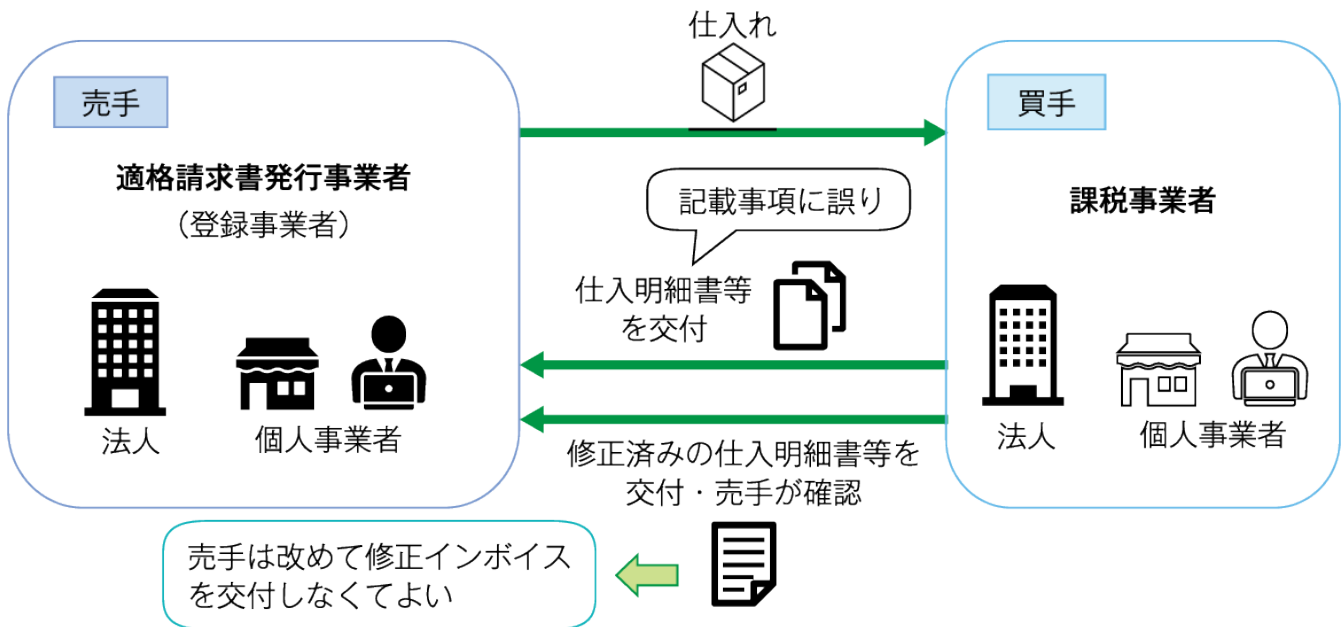 仕入れ
売手
買手
適格請求書発行事業者
（登録事業者）
記載事項に誤り
課税事業者
仕入明細書等
を交付
法人
個人事業者
法人
個人事業者
修正済みの仕入明細書等を
交付・売手が確認
売手は改めて修正インボイス
を交付しなくてよい